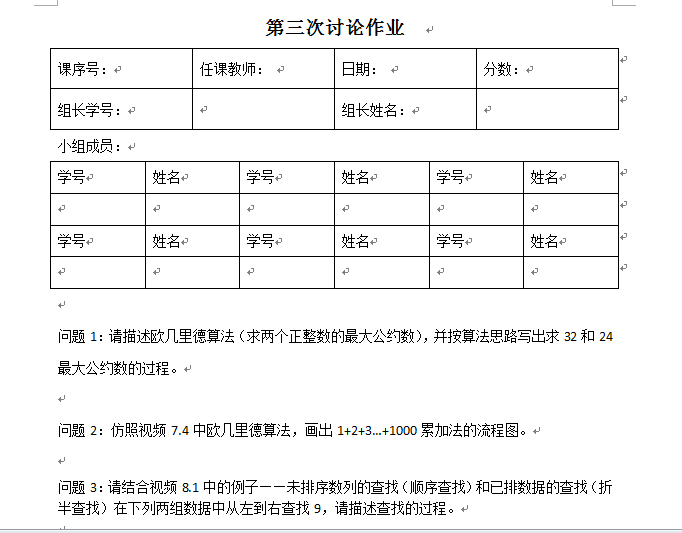 第三次讨论作业
课序号： 任课教师： 日期： 分数：
组长学号： 组长姓名：
小组成员：
学号 姓名 学号 姓名 学号 姓名
学号 姓名 学号 姓名 学号 姓名
问题 1：请描述欧几里德算法（求两个正整数的最大公约数），并按算法思路写出求 32 和 24
最大公约数的过程。
问题 2：仿照视频 7.4 中欧几里德算法，画出 1+2+3…+1000 累加法的流程图。
问题 3：请结合视频 8.1 中的例子——未排序数列的查找（顺序查找）和已排数据的查找（折
半查找）在下列两组数据中从左到右查找 9，请描述查找的过程。